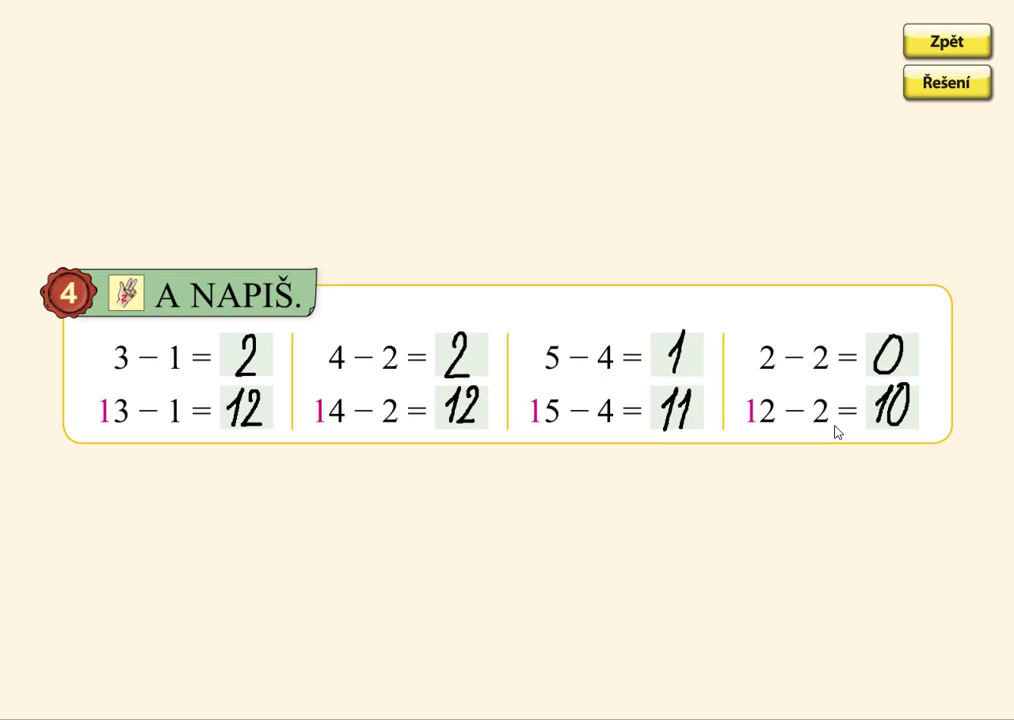 Zpět
Řešení
4 A NAPIŠ.
3 − 1 = 2 4 − 2 = 2 5 − 4 = 1 2 − 2 = 0
13 − 1 = 12 14 − 2 = 12 15 − 4 = 11 12 − 2 = 10